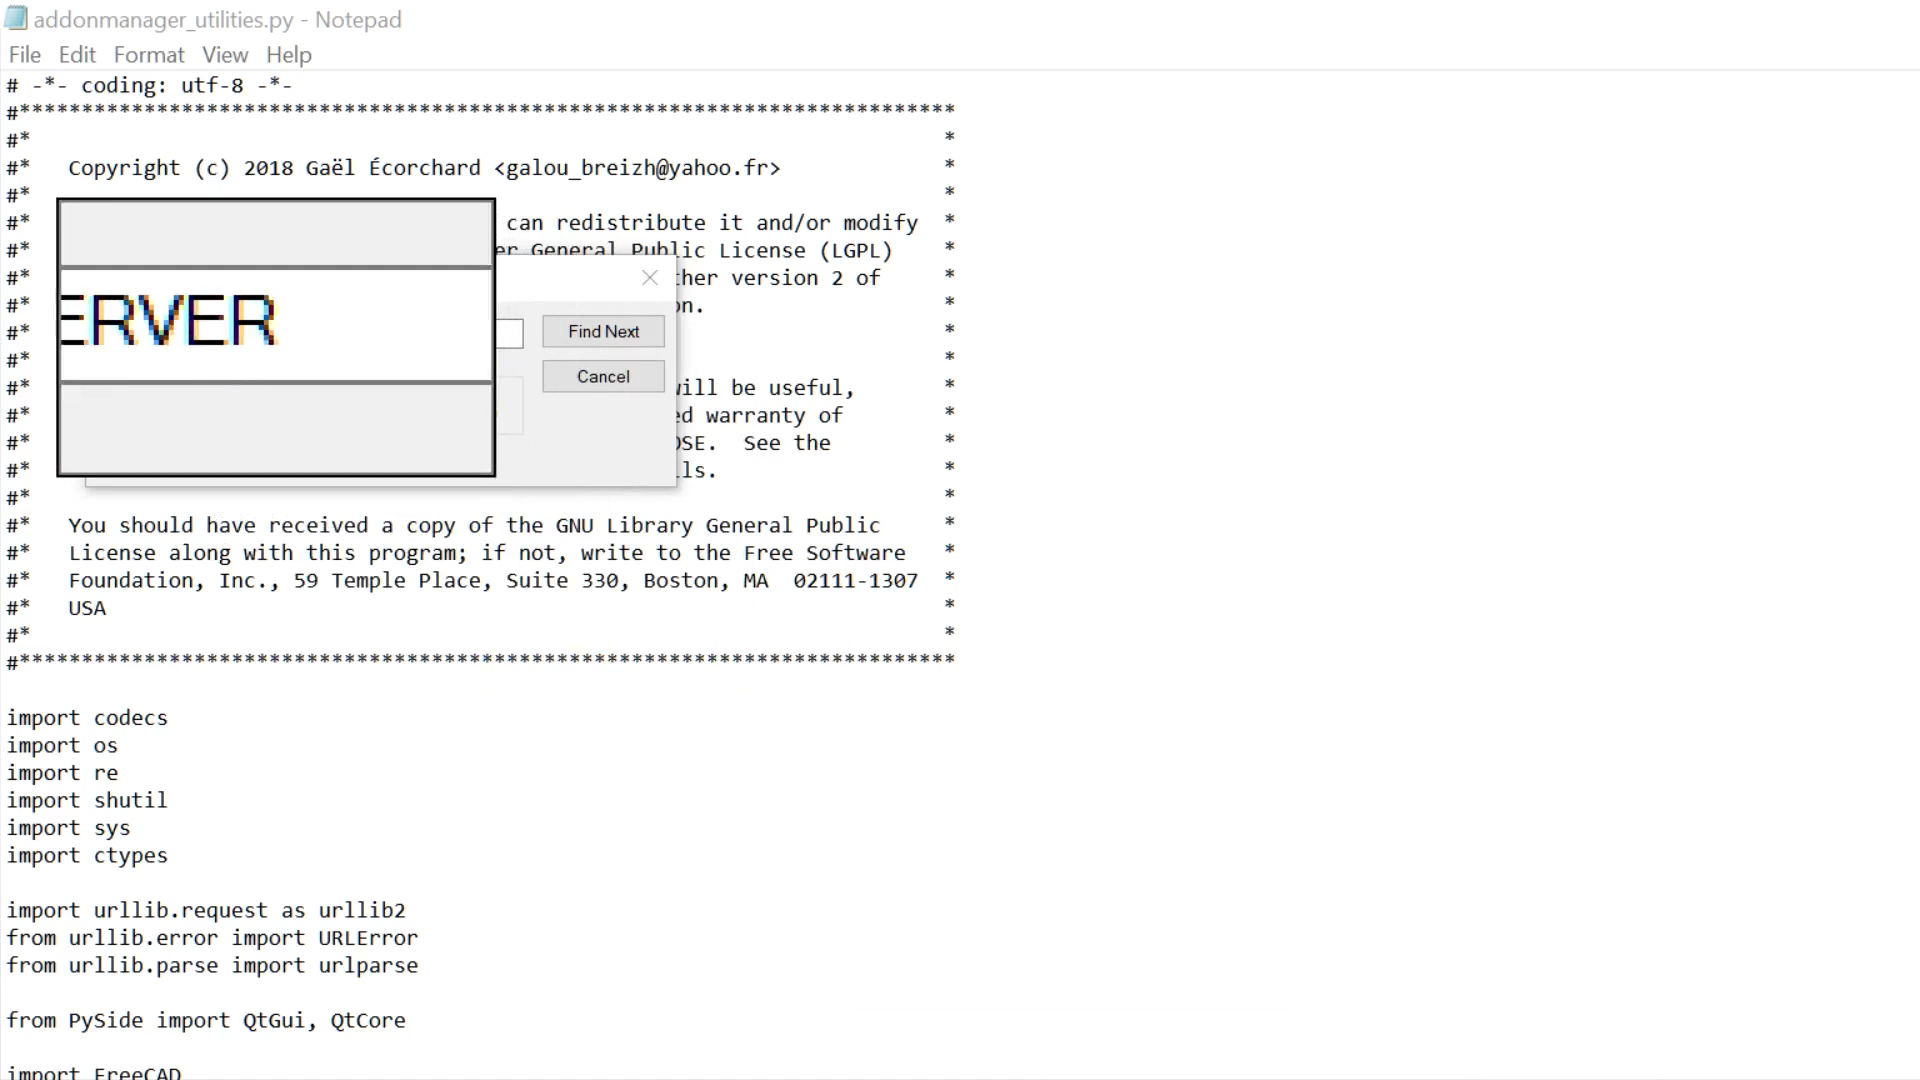 addonmanager_utilities.py - Notepad
File Edit Format View Help
# -*- coding: utf-8 -*-
#***************************************************************************
#* *
#* Copyright (c) 2018 Gaël Écorchard <galou_breizh@yahoo.fr> *
#* *
#* can redistribute it and/or modify *
#* er General Public License (LGPL) *
#* ther version 2 of *
#* on. *
ERVER
#* Find Next *
#* *
#* Cancel will be useful, *
#* ed warranty of *
#* OSE. See the *
#* ls. *
#* *
#* You should have received a copy of the GNU Library General Public *
#* License along with this program; if not, write to the Free Software *
#* Foundation, Inc., 59 Temple Place, Suite 330, Boston, MA 02111-1307 *
#* USA *
#* *
#***************************************************************************
import codecs
import os
import re
import shutil
import sys
import ctypes
import urllib.request as urllib2
from urllib.error import URLError
from urllib.parse import urlparse
from PySide import QtGui, QtCore
import FreeCAD